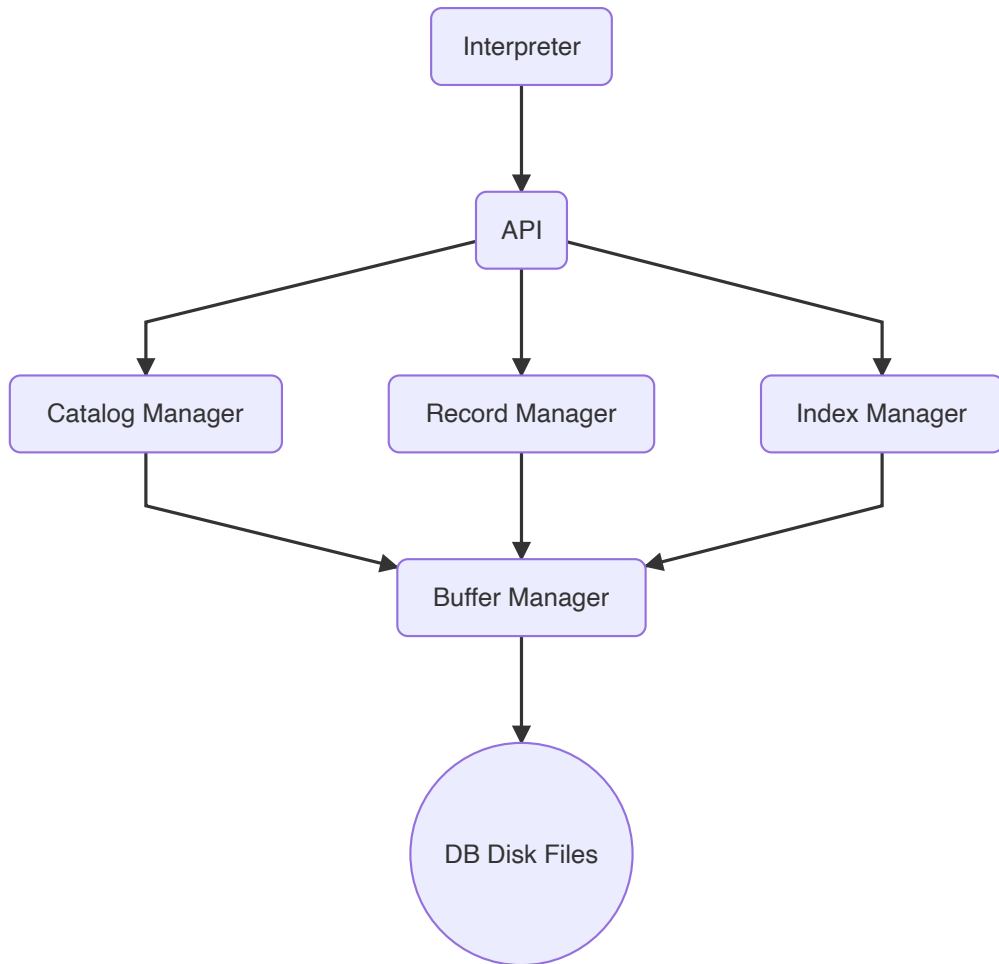 Interpreter
API
Catalog Manager
Record Manager
Index Manager
Buffer Manager
DB Disk Files